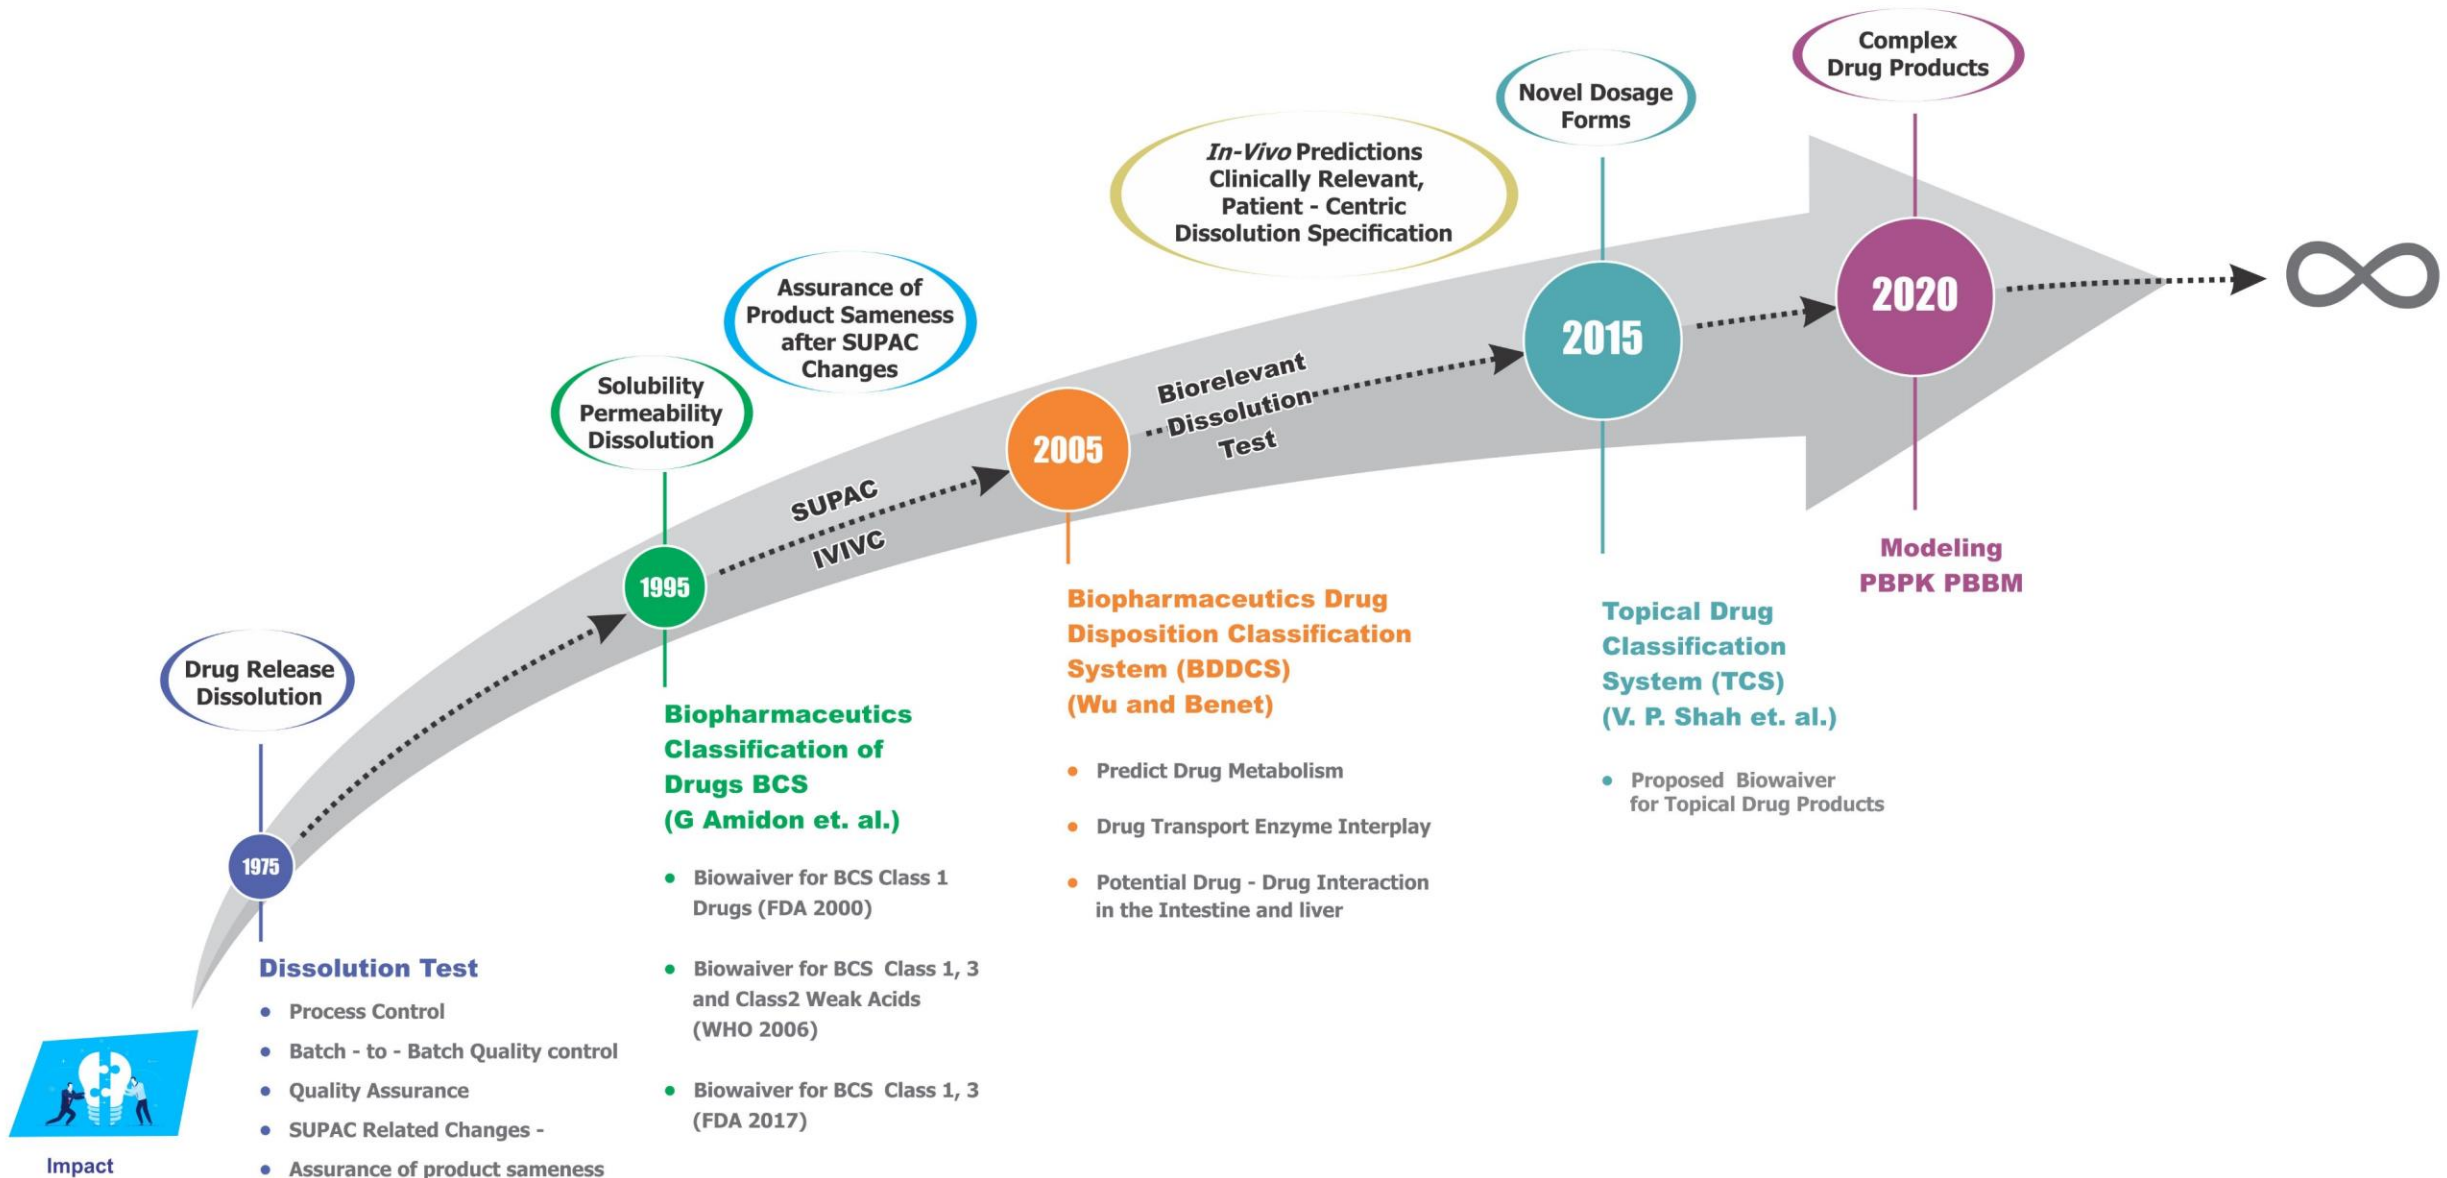 Complex
Drug Products
Novel Dosage
Forms
In-Vivo Predictions
Clinically Relevant,
Patient - Centric
Dissolution Specification
Assurance of
Product Sameness
after SUPAC
Changes
Solubility
Permeability
Dissolution
Drug Release
Dissolution
1975
1995
SUPAC
IVIVC
2005
Biorelevant
Dissolution
Test
2015
2020
Dissolution Test
• Process Control
• Batch - to - Batch Quality control
• Quality Assurance
• SUPAC Related Changes -
• Assurance of product sameness
Impact
Biopharmaceutics
Classification of
Drugs BCS
(G Amidon et. al.)
• Biowaiver for BCS Class 1
Drugs (FDA 2000)
• Biowaiver for BCS Class 1, 3
and Class2 Weak Acids
(WHO 2006)
• Biowaiver for BCS Class 1, 3
(FDA 2017)
Biopharmaceutics Drug
Disposition Classification
System (BDDCS)
(Wu and Benet)
• Predict Drug Metabolism
• Drug Transport Enzyme Interplay
• Potential Drug - Drug Interaction
in the Intestine and liver
Topical Drug
Classification
System (TCS)
(V. P. Shah et. al.)
• Proposed Biowaiver
for Topical Drug Products
Modeling
PBPK PBBM